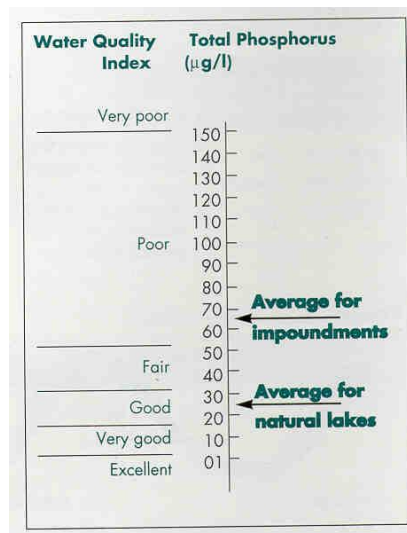 Water Quality Total Phosphorus
Index (µg/l)
Very poor
150
140
130
120
110
Poor 100
90
80
70 Average for
60 impoundments
50
Fair
40
30 Average for
Good
20 natural lakes
Very good 10
Excellent 01